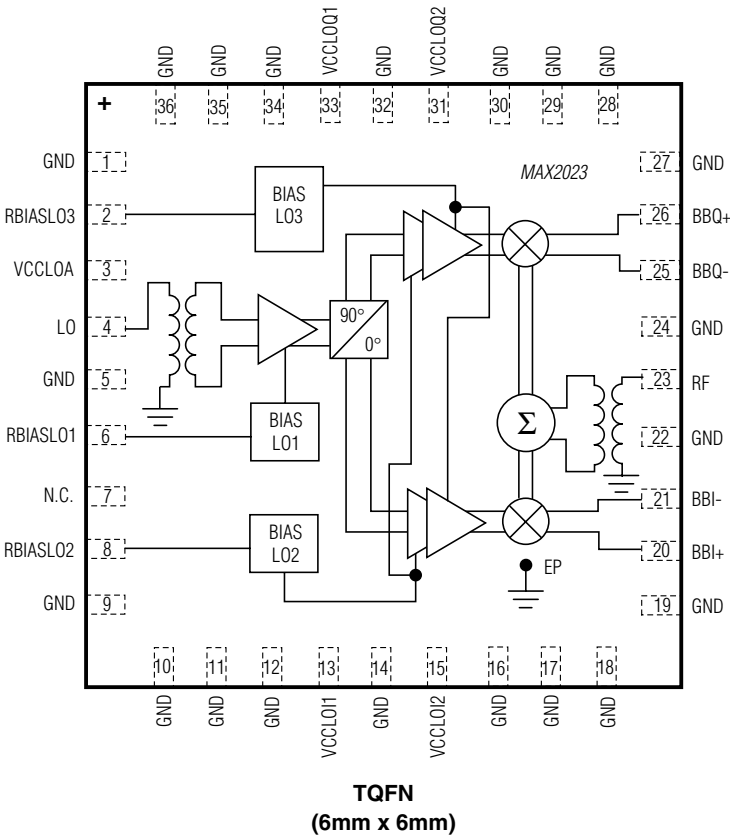 GND
GND
GND
VCCLOQ1
GND
VCCLOQ2
GND
GND
GND
+
36
35
34
33
32
31
30
29
28
GND 1
RBIASLO3 2
VCCLOA 3
LO 4
GND 5
RBIASLO1 6
N.C. 7
RBIASLO2 8
GND 9
MAX2023
BIAS
LO3
90°
0°
BIAS
LO1
Σ
BIAS
LO2
EP
27 GND
26 BBQ+
25 BBQ-
24 GND
23 RF
22 GND
21 BBI-
20 BBI+
19 GND
10
11
12
13
14
15
16
17
18
GND
GND
GND
VCCLOI1
GND
VCCLOI2
GND
GND
GND
TQFN
(6mm x 6mm)